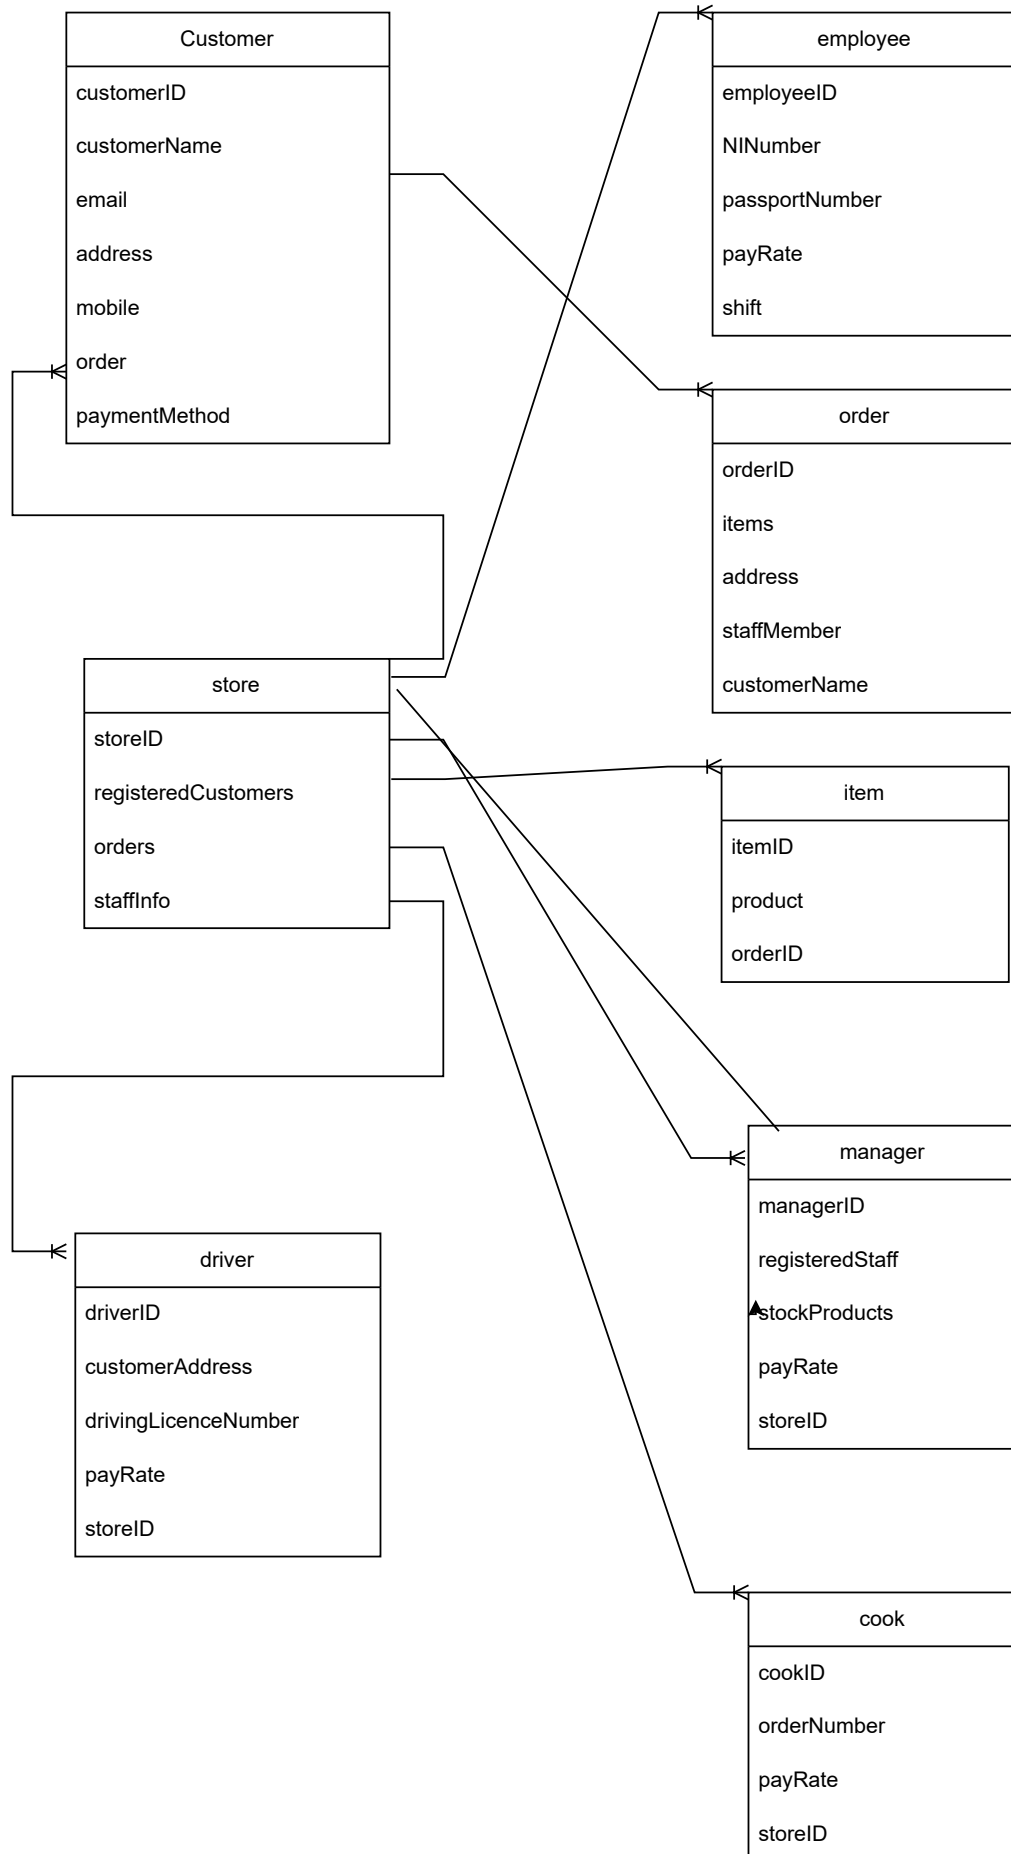 Customer
customerID
customerName
email
address
mobile
order
paymentMethod
employee
employeeID
NINumber
passportNumber
payRate
shift
order
orderID
items
address
staffMember
customerName
store
storeID
registeredCustomers
orders
staffInfo
item
itemID
product
orderID
manager
managerID
registeredStaff
stockProducts
payRate
storeID
driver
driverID
customerAddress
drivingLicenceNumber
payRate
storeID
cook
cookID
orderNumber
payRate
storeID